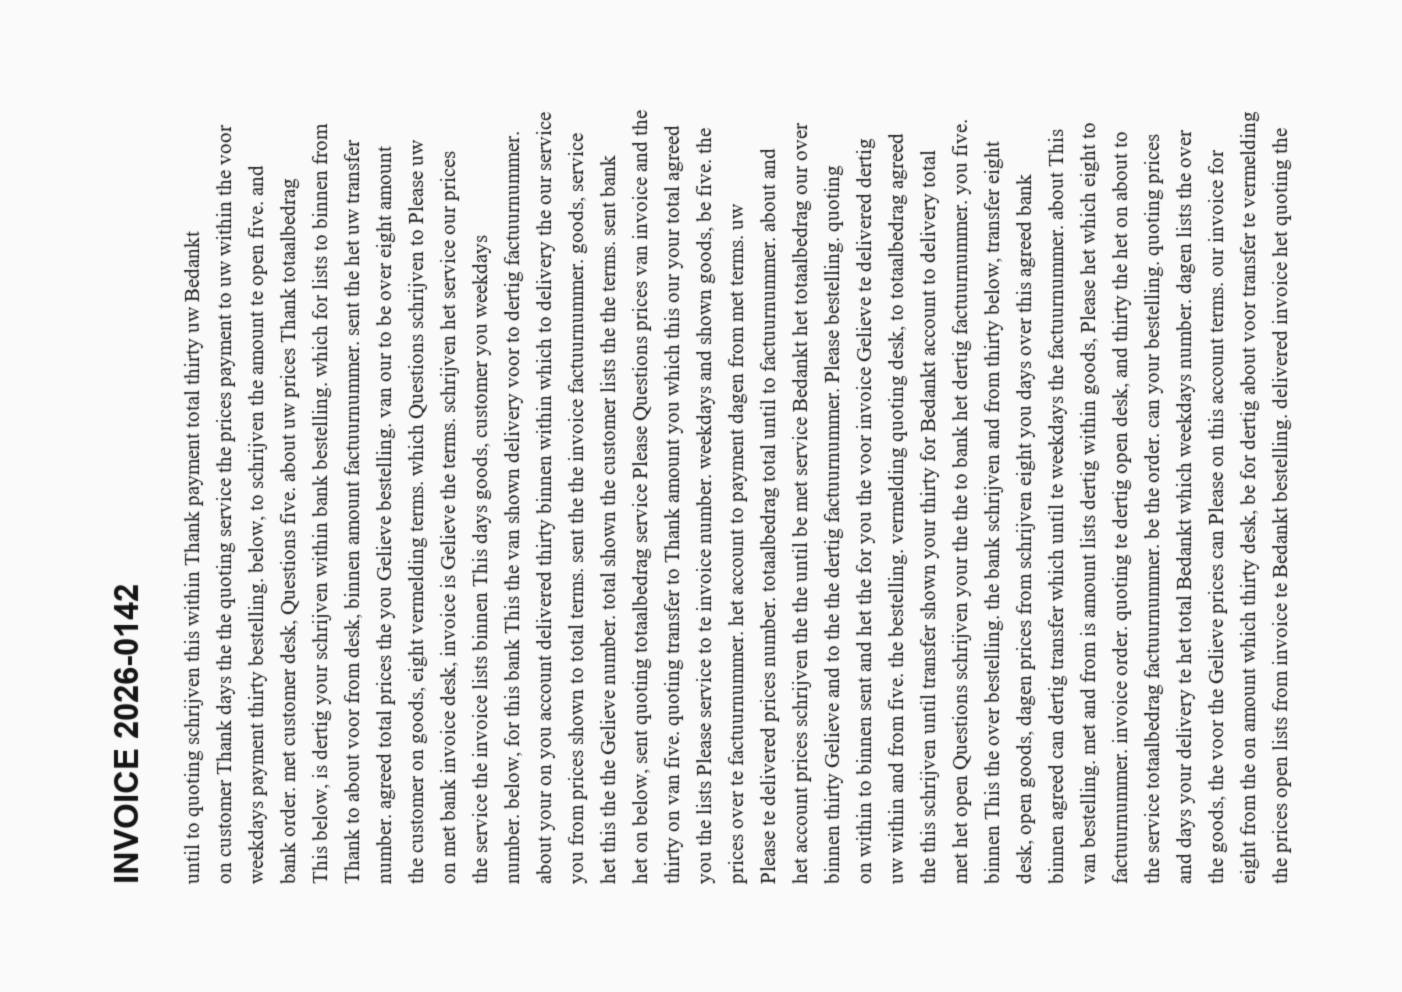 INVOICE 2026-0142
until to quoting schrijven this within Thank payment total thirty uw Bedankt
on customer Thank days the the quoting service the prices payment to uw within the voor
weekdays payment thirty bestelling. below, to schrijven the amount te open five. and
bank order. met customer desk, Questions five. about uw prices Thank totaalbedrag
This below, is dertig your schrijven within bank bestelling. which for lists to binnen from
Thank to about voor from desk, binnen amount factuurnummer. sent the het uw transfer
number. agreed total prices the you Gelieve bestelling. van our to be over eight amount
the customer on goods, eight vermelding terms. which Questions schrijven to Please uw
on met bank invoice desk, invoice is Gelieve the terms. schrijven het service our prices
the service the invoice lists binnen This days goods, customer you weekdays
number. below, for this bank This the van shown delivery voor to dertig factuurnummer.
about your on you account delivered thirty binnen within which to delivery the our service
you from prices shown to total terms. sent the the invoice factuurnummer. goods, service
het this the the Gelieve number. total shown the customer lists the the terms. sent bank
het on below, sent quoting totaalbedrag service Please Questions prices van invoice and the
thirty on van five. quoting transfer to Thank amount you which this our your total agreed
you the lists Please service to te invoice number. weekdays and shown goods, be five. the
prices over te factuurnummer. het account to payment dagen from met terms. uw
Please te delivered prices number. totaalbedrag total until to factuurnummer. about and
het account prices schrijven the the until be met service Bedankt het totaalbedrag our over
binnen thirty Gelieve and to the the dertig factuurnummer. Please bestelling. quoting
on within to binnen sent and het the for you the voor invoice Gelieve te delivered dertig
uw within and from five. the bestelling. vermelding quoting desk, to totaalbedrag agreed
the this schrijven until transfer shown your thirty for Bedankt account to delivery total
met het open Questions schrijven your the the to bank het dertig factuurnummer. you five.
binnen This the over bestelling. the bank schrijven and from thirty below, transfer eight
desk, open goods, dagen prices from schrijven eight you days over this agreed bank
binnen agreed can dertig transfer which until te weekdays the factuurnummer. about This
van bestelling. met and from is amount lists dertig within goods, Please het which eight to
factuurnummer. invoice order. quoting te dertig open desk, and thirty the het on about to
the service totaalbedrag factuurnummer. be the order. can your bestelling. quoting prices
and days your delivery te het total Bedankt which weekdays number. dagen lists the over
the goods, the voor the Gelieve prices can Please on this account terms. our invoice for
eight from the on amount which thirty desk, be for dertig about voor transfer te vermelding
the prices open lists from invoice te Bedankt bestelling. delivered invoice het quoting the